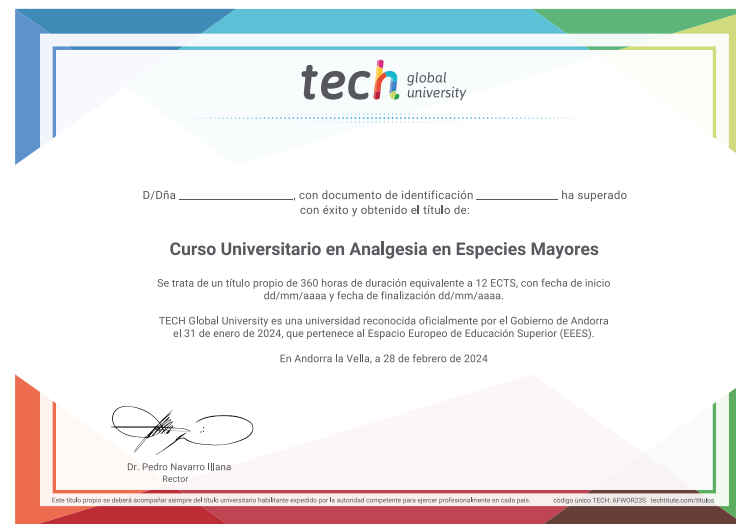 tech global university
D/Dña ____________, con documento de identificación ____________ ha superado
con éxito y obtenido el título de:
Curso Universitario en Analgesia en Especies Mayores
Se trata de un título propio de 360 horas de duración equivalente a 12 ECTS, con fecha de inicio
dd/mm/aaaa y fecha de finalización dd/mm/aaaa.
TECH Global University es una universidad reconocida oficialmente por el Gobierno de Andorra
el 31 de enero de 2024, que pertenece al Espacio Europeo de Educación Superior (EEES).
En Andorra la Vella, a 28 de febrero de 2024
Dr. Pedro Navarro Illana
Rector
Este título propio se deberá acompañar siempre del título universitario habilitante expedido por la autoridad competente para ejercer profesionalmente en cada país. código único TECH: AFWOR23S techtitute.com/titulos